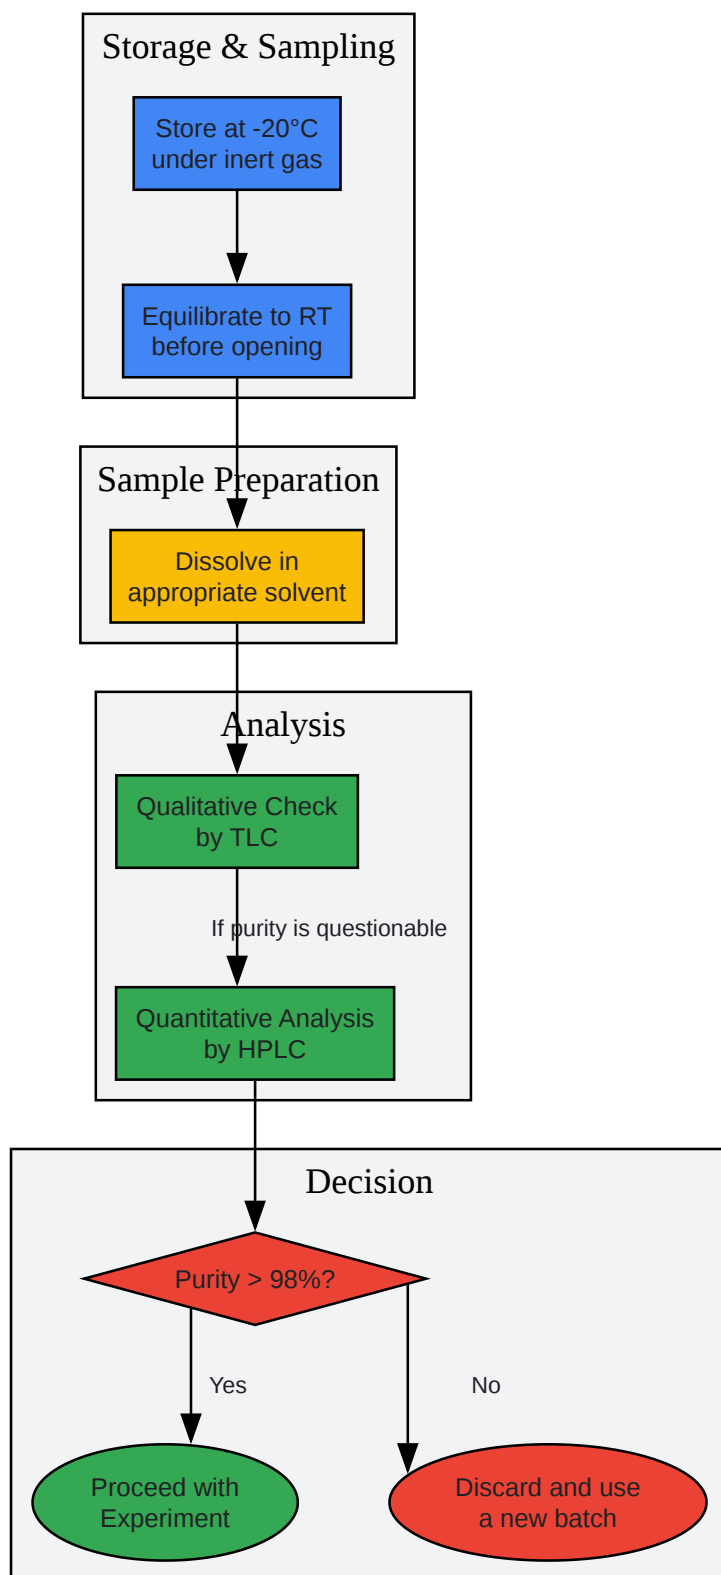 Storage & Sampling
Store at -20°C
under inert gas
Equilibrate to RT
before opening
Sample Preparation
Dissolve in
appropriate solvent
Analysis
Qualitative Check
by TLC
If purity is questionable
Quantitative Analysis
by HPLC
Decision
Purity > 98%?
Yes
No
Proceed with
Experiment
Discard and use
a new batch